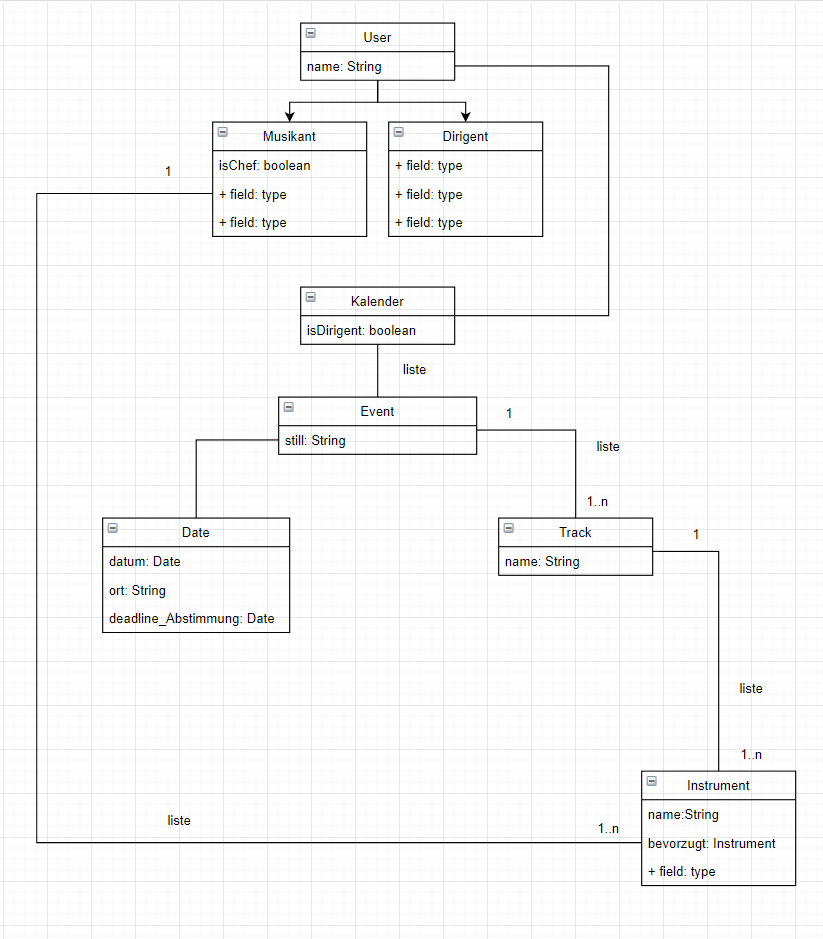 User
name: String
Musikant
isChef: boolean
+ field: type
+ field: type
Dirigent
+ field: type
+ field: type
+ field: type
1
Kalender
isDirigent: boolean
liste
Event
still: String
1
liste
1..n
Date
datum: Date
ort: String
deadline_Abstimmung: Date
Track
name: String
1
liste
1..n
Instrument
name:String
bevorzugt: Instrument
+ field: type
liste
1..n